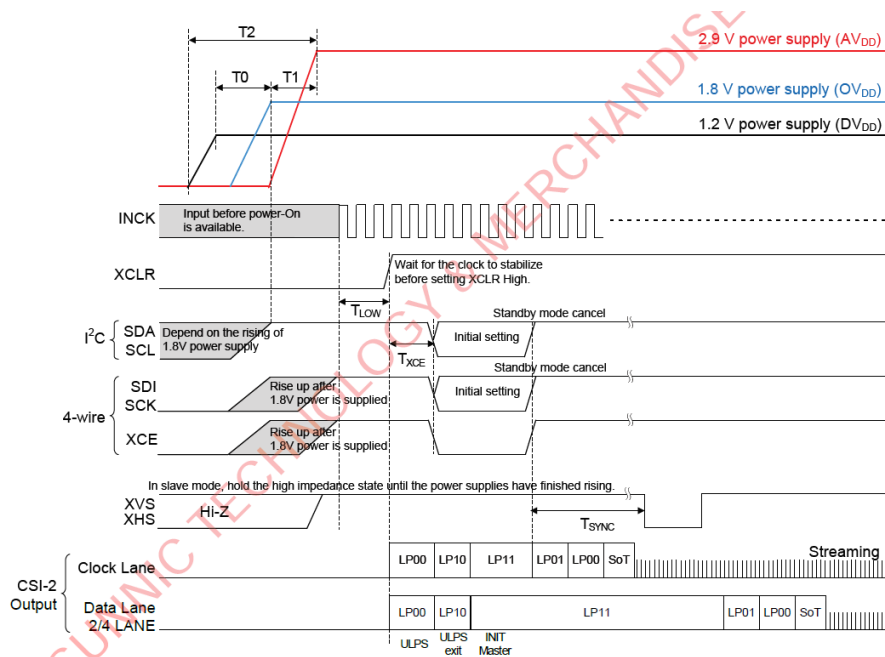 T2
2.9 V power supply (AVDD)
T0
T1
1.8 V power supply (OVDD)
1.2 V power supply (DVDD)
INCK
Input before power-On
is available.
XCLR
Wait for the clock to stabilize
before setting XCLR High.
TLOW
Standby mode cancel
I2C
SDA
SCL
Depend on the rising of
1.8V power supply
Initial setting
TXCE
Standby mode cancel
4-wire
SDI
SCK
Rise up after
1.8V power is supplied
Initial setting
XCE
Rise up after
1.8V power is supplied
In slave mode, hold the high impedance state until the power supplies have finished rising.
XVS
XHS
Hi-Z
TSYNC
CSI-2
Output
Clock Lane
LP00
LP10
LP11
LP01
LP00
SoT
Streaming
Data Lane
2/4 LANE
LP00
LP10
LP11
LP01
LP00
SoT
ULPS
ULPS
exit
INIT
Master
SUNNIC TECHNOLOGY & MERCHANDISE